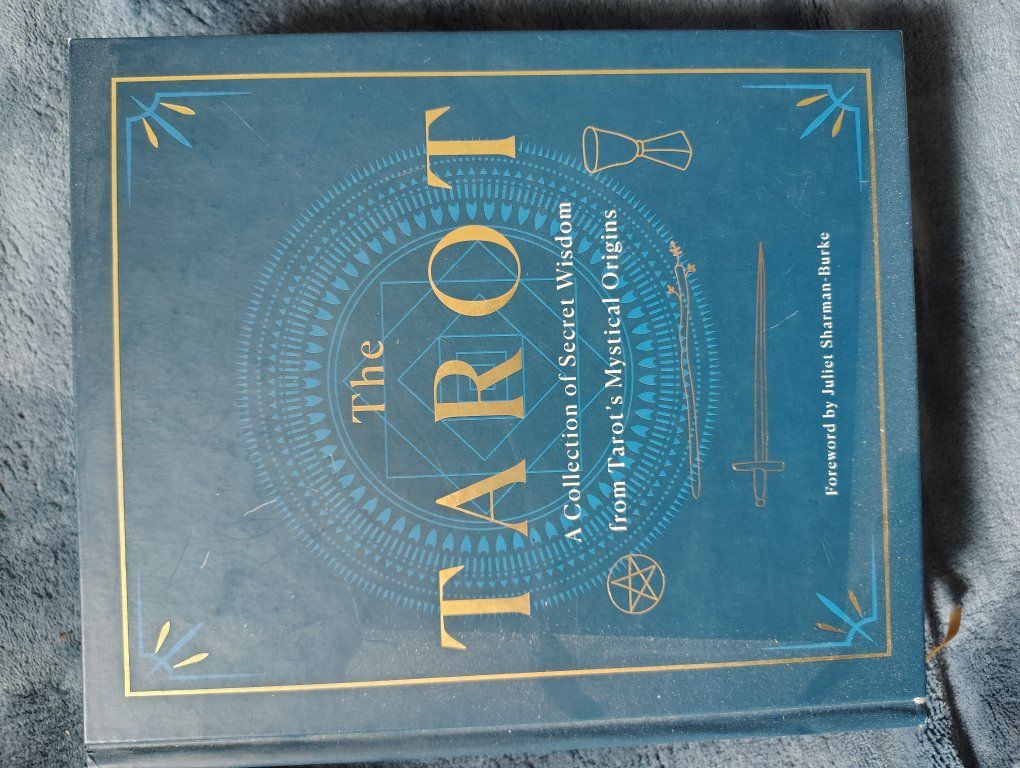 The
TAROT
A Collection of Secret Wisdom
from Tarot's Mystical Origins
Foreword by Juliet Sharman-Burke